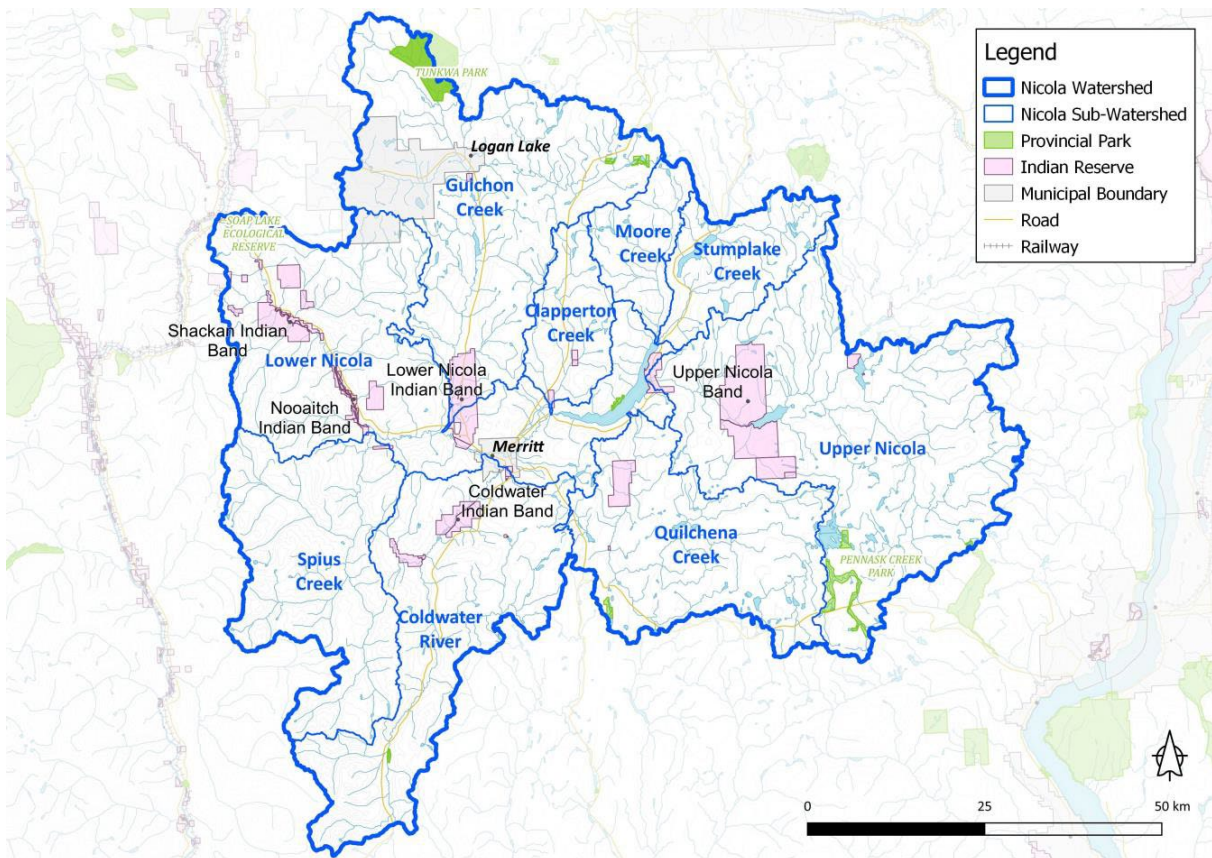 TUNKWA PARK
Logan Lake
Guichon
Creek
SOAP LAKE
ECOLOGICAL
RESERVE
Moore
Creek
Stumplake
Creek
Clapperton
Creek
Shackan Indian
Band
Lower Nicola
Lower Nicola
Indian Band
Upper Nicola
Band
Nooaitch
Indian Band
Merritt
Upper Nicola
Coldwater
Indian Band
Quilchena
Creek
Spius
Creek
PENNASK CREEK
PARK
Coldwater
River
Legend
Nicola Watershed
Nicola Sub-Watershed
Provincial Park
Indian Reserve
Municipal Boundary
Road
Railway
0 25 50 km